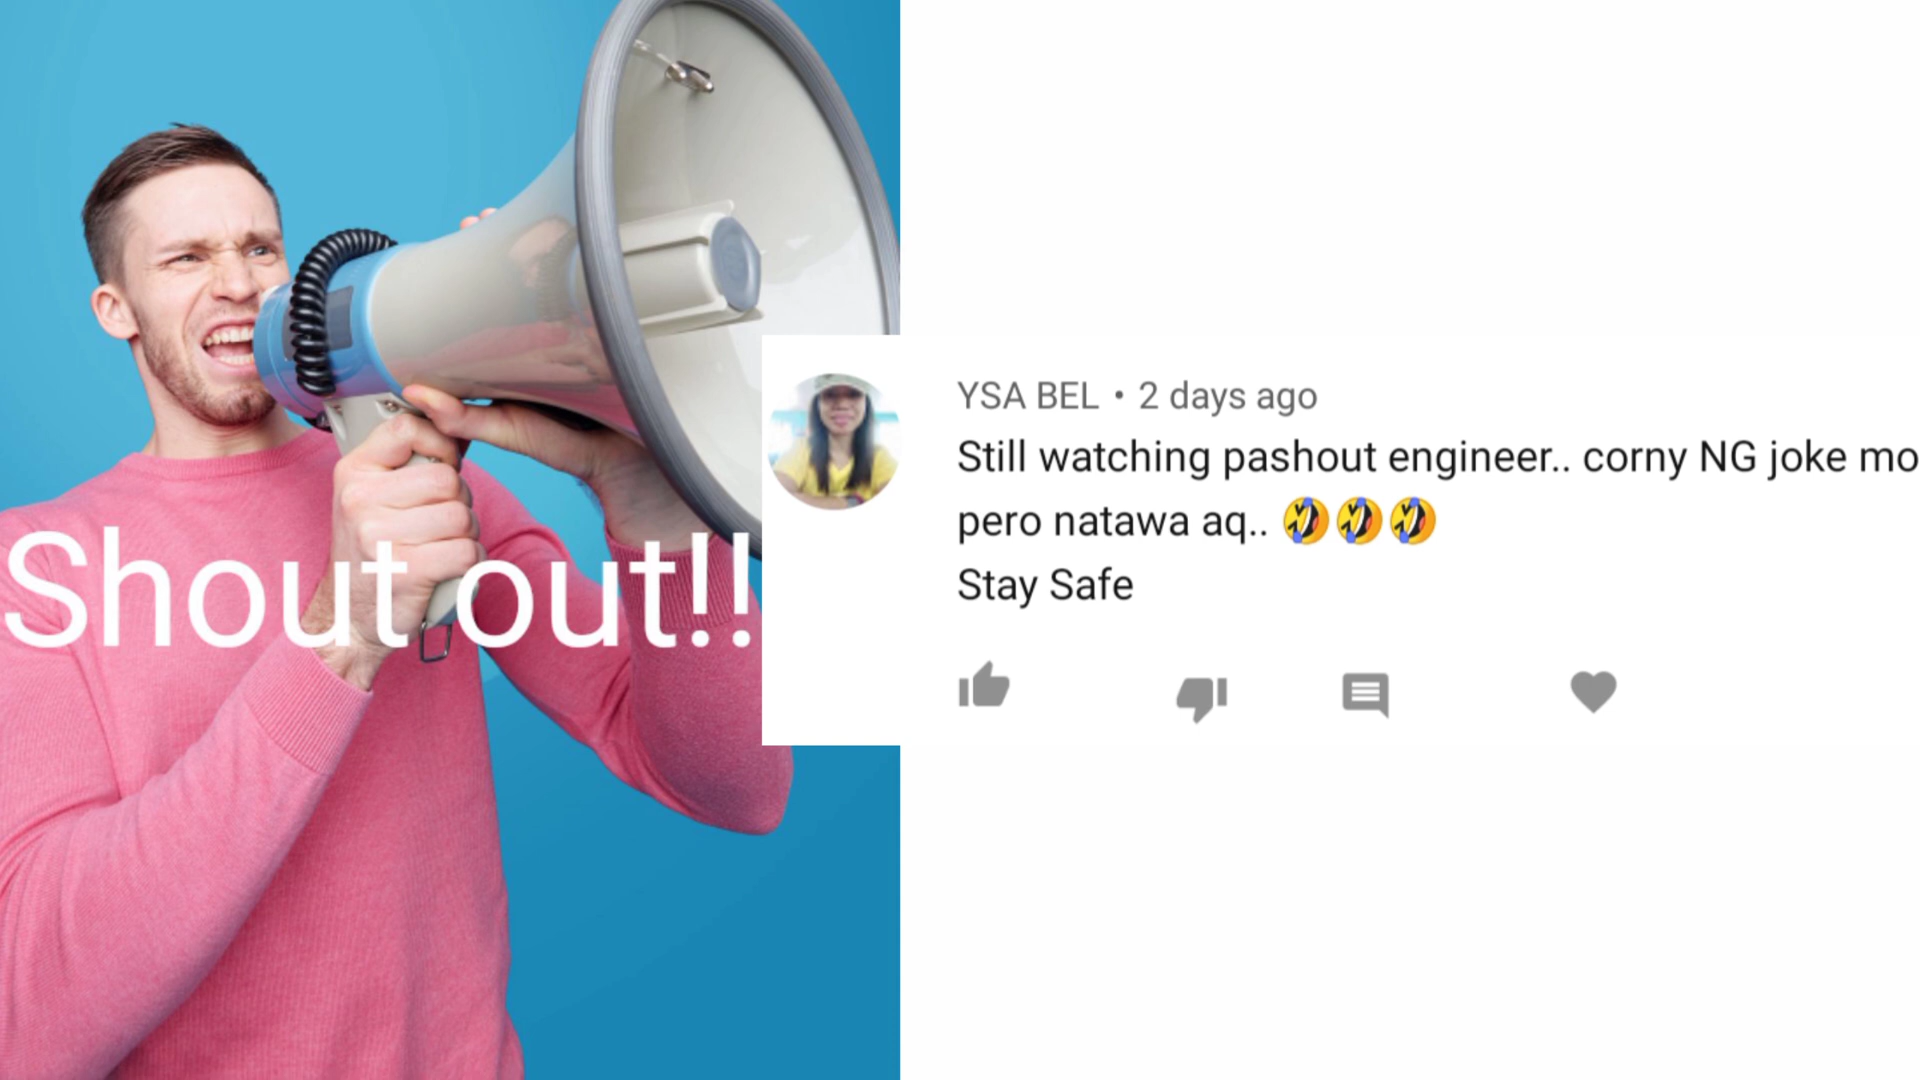 Shout out!!
YSA BEL • 2 days ago
Still watching pashout engineer.. corny NG joke mo
pero natawa aq.. 🤣🤣🤣
Stay Safe